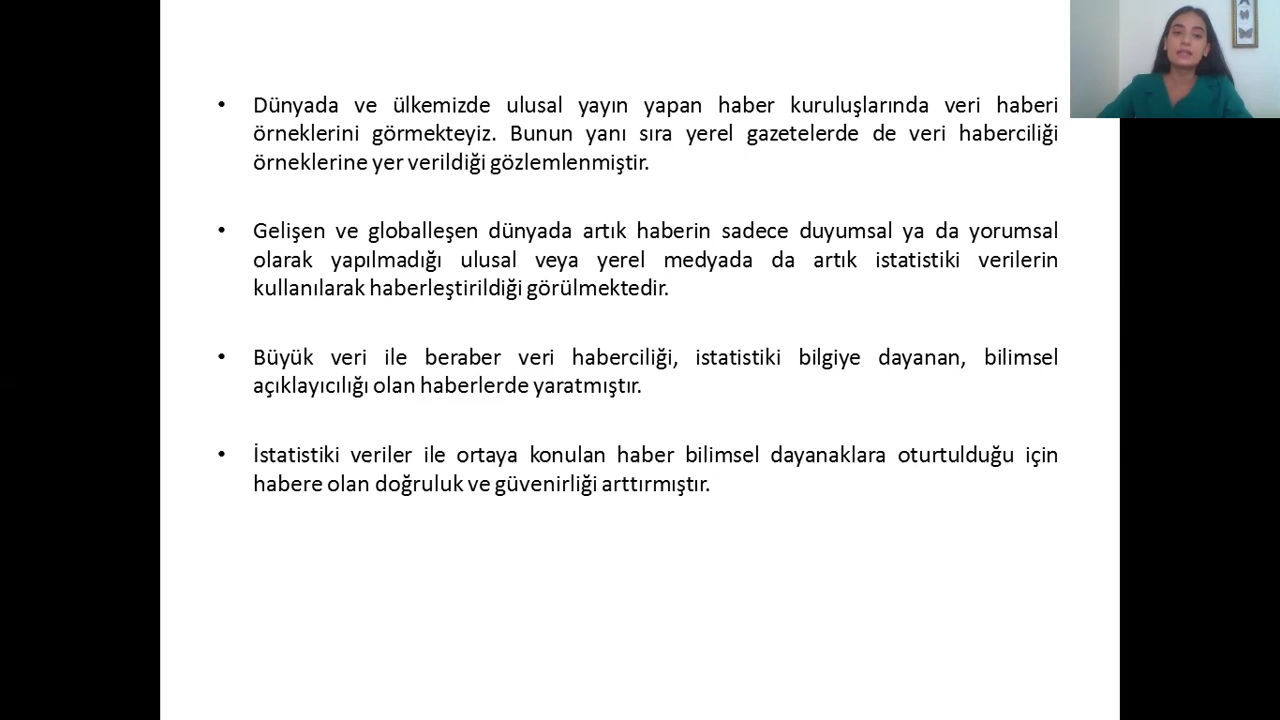 • Dünyada ve ülkemizde ulusal yayın yapan haber kuruluşlarında veri haberi
örneklerini görmekteyiz. Bunun yanı sıra yerel gazetelerde de veri haberciliği
örneklerine yer verildiği gözlemlenmiştir.
• Gelişen ve globalleşen dünyada artık haberin sadece duyumsal ya da yorumsal
olarak yapılmadığı ulusal veya yerel medyada da artık istatistiki verilerin
kullanılarak haberleştirildiği görülmektedir.
• Büyük veri ile beraber veri haberciliği, istatistiki bilgiye dayanan, bilimsel
açıklayıcılığı olan haberlerde yaratmıştır.
• İstatistiki veriler ile ortaya konulan haber bilimsel dayanaklara oturtulduğu için
habere olan doğruluk ve güvenirliği arttırmıştır.